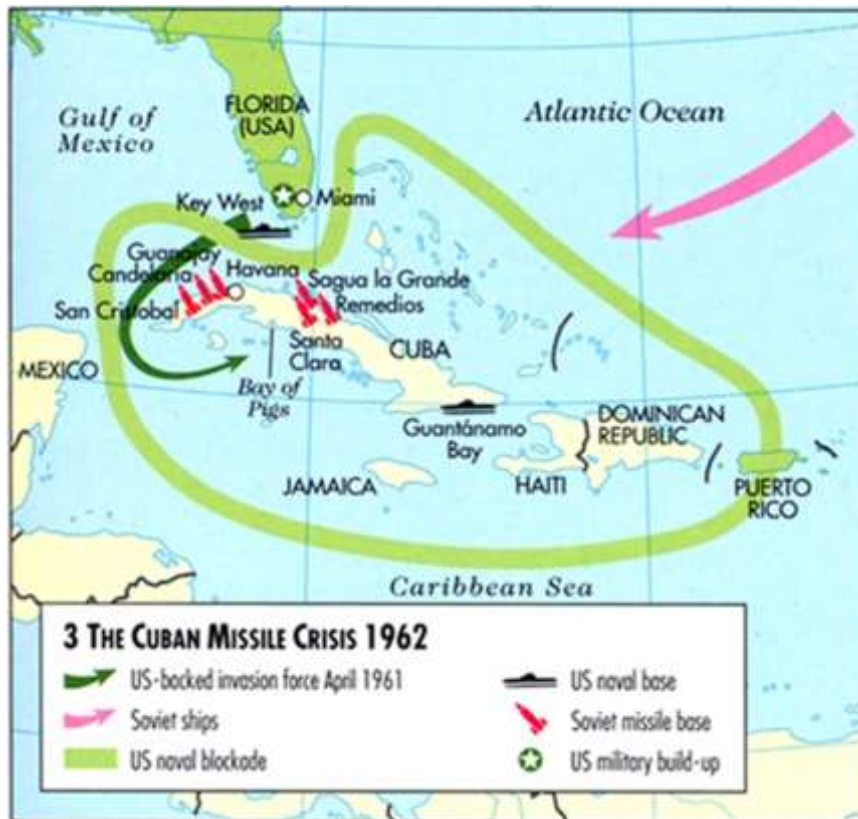 Gulf of
Mexico
FLORIDA
(USA)
Atlantic Ocean
Key West
Miami
Guanajay
Candelaria
Havana
San Cristobal
Sagua la Grande
Remedios
Santa
Clara
CUBA
MEXICO
Bay of
Pigs
Guantánamo
Bay
DOMINICAN
REPUBLIC
JAMAICA
HAITI
PUERTO
RICO
Caribbean Sea
3 THE CUBAN MISSILE CRISIS 1962
US-backed invasion force April 1961
Soviet ships
US naval blockade
US naval base
Soviet missile base
US military build-up